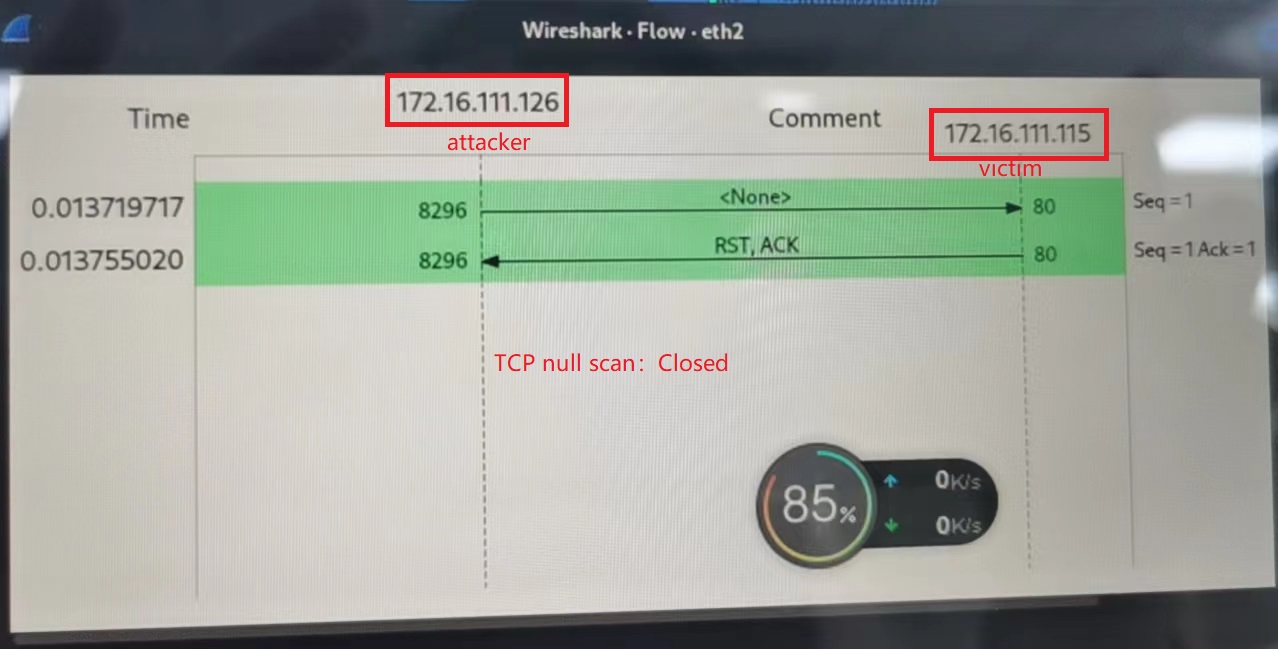 Wireshark · Flow · eth2
172.16.111.126
Time
Comment
172.16.111.115
attacker
victim
0.013719717
8296
<None>
80
Seq = 1
0.013755020
8296
RST, ACK
80
Seq = 1 Ack = 1
TCP null scan：Closed
85%
0K/s
0K/s